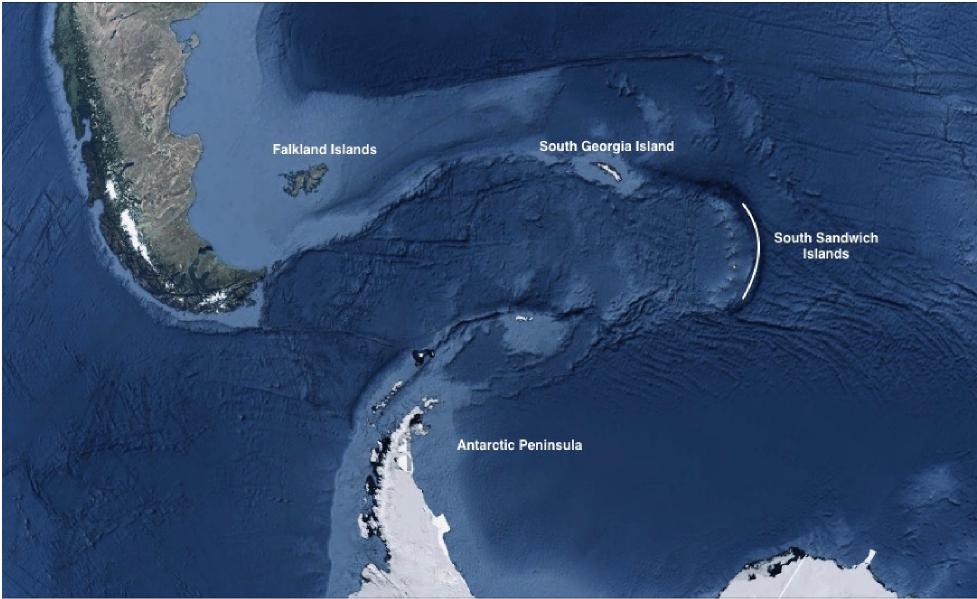 Falkland Islands
South Georgia Island
South Sandwich
Islands
Antarctic Peninsula